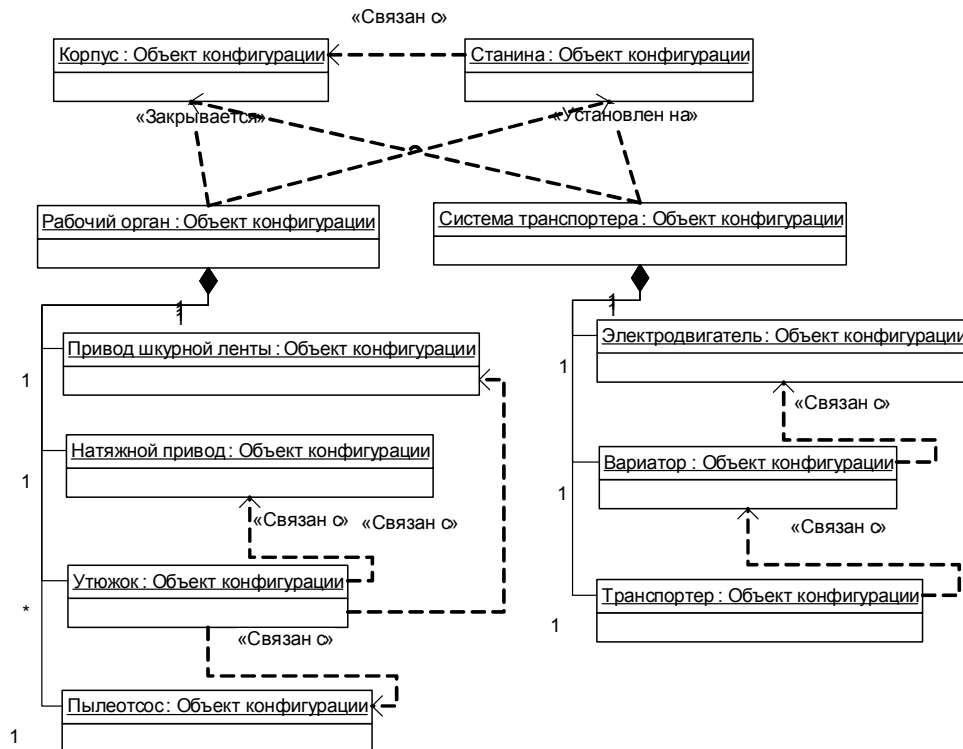 «Связан с»
Корпус : Объект конфигурации
Станина : Объект конфигурации
«Закрывается»
«Установлен на»
Рабочий орган : Объект конфигурации
Система транспортера : Объект конфигурации
Привод шкурной ленты : Объект конфигурации
Электродвигатель : Объект конфигурации
1
1
«Связан с»
Натяжной привод : Объект конфигурации
Вариатор : Объект конфигурации
1
1
«Связан с»
«Связан с»
«Связан с»
Утюжок : Объект конфигурации
Транспортер : Объект конфигурации
*
1
«Связан с»
Пылеотсос : Объект конфигурации
1